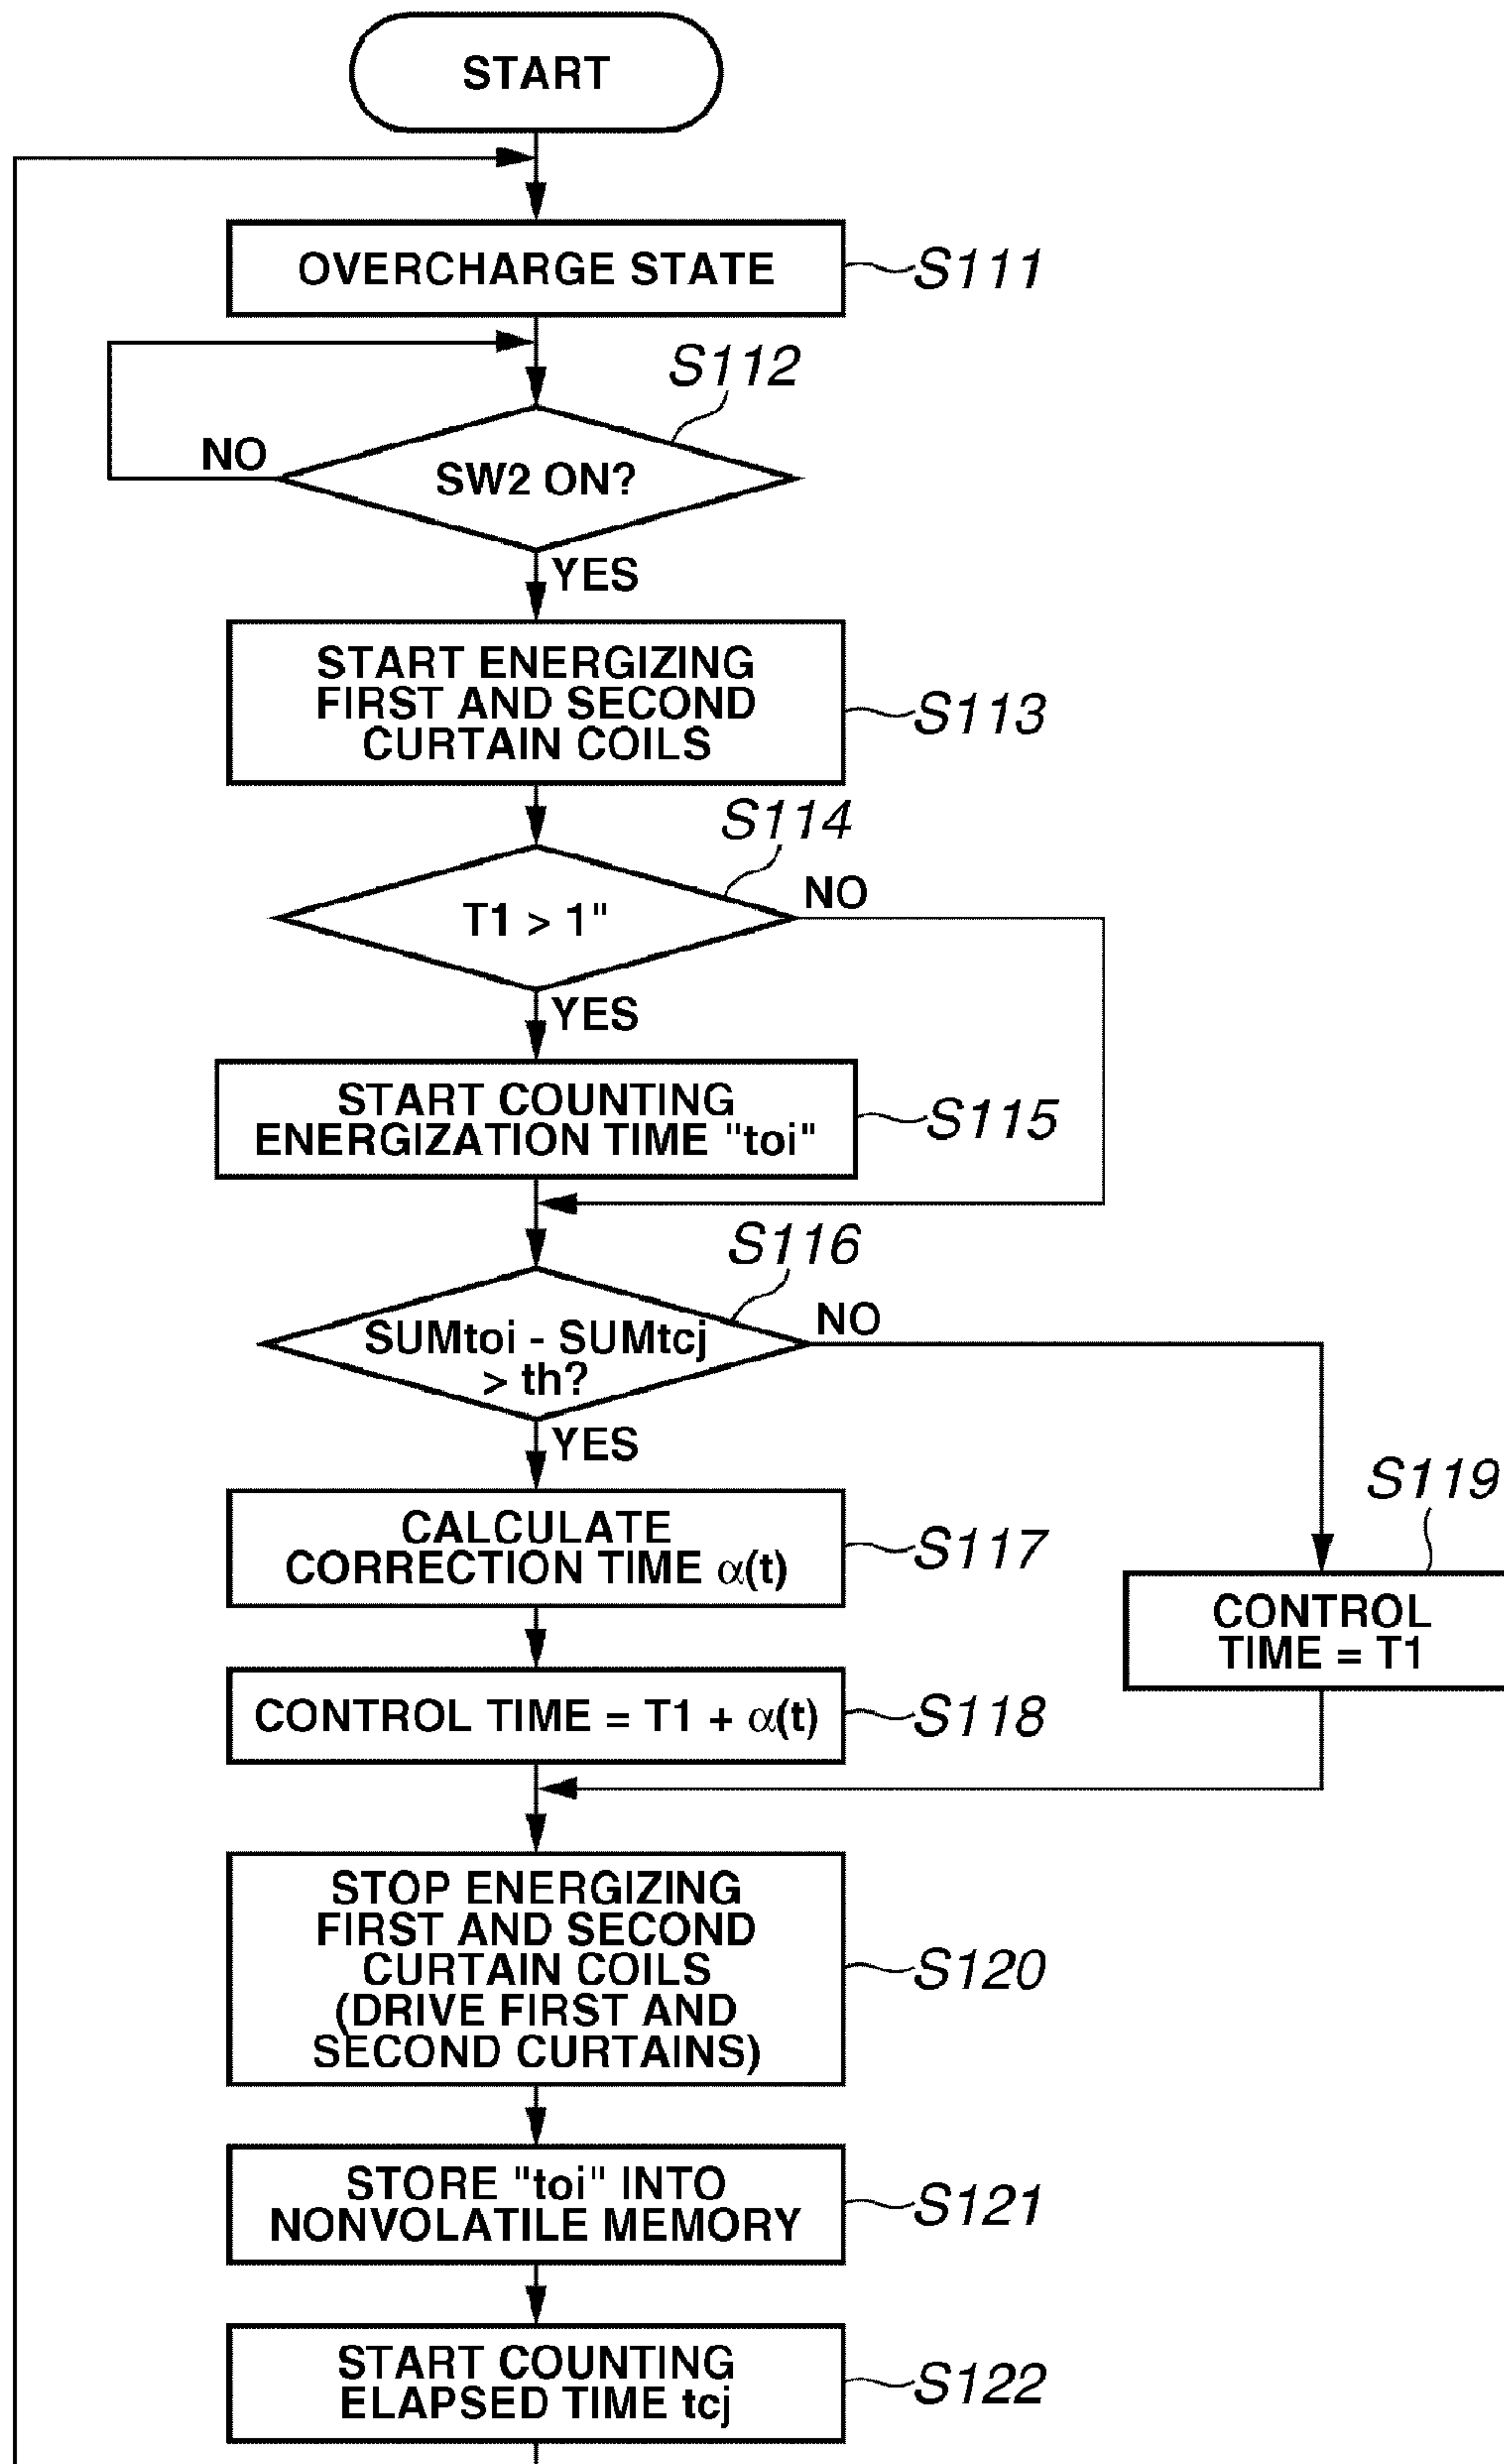 START
OVERCHARGE STATE
S111
S112
NO
SW2 ON?
YES
START ENERGIZING
FIRST AND SECOND
CURTAIN COILS
S113
S114
NO
T1 > 1"
YES
START COUNTING
ENERGIZATION TIME "toi"
S115
S116
NO
SUMtoi - SUMtcj
> th?
YES
S119
CALCULATE
CORRECTION TIME α(t)
S117
CONTROL
TIME = T1
CONTROL TIME = T1 + α(t)
S118
STOP ENERGIZING
FIRST AND SECOND
CURTAIN COILS
(DRIVE FIRST AND
SECOND CURTAINS)
S120
STORE "toi" INTO
NONVOLATILE MEMORY
S121
START COUNTING
ELAPSED TIME tcj
S122